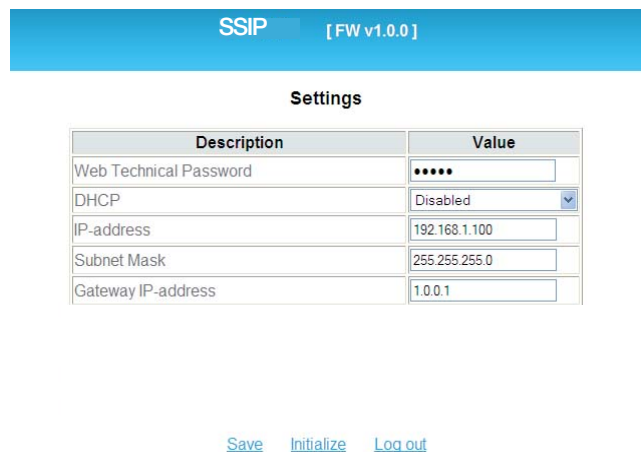 SSIP [ FW v1.0.0 ]
Settings
Description Value
Web Technical Password •••••
DHCP Disabled
IP-address 192.168.1.100
Subnet Mask 255.255.255.0
Gateway IP-address 1.0.0.1
Save Initialize Log out